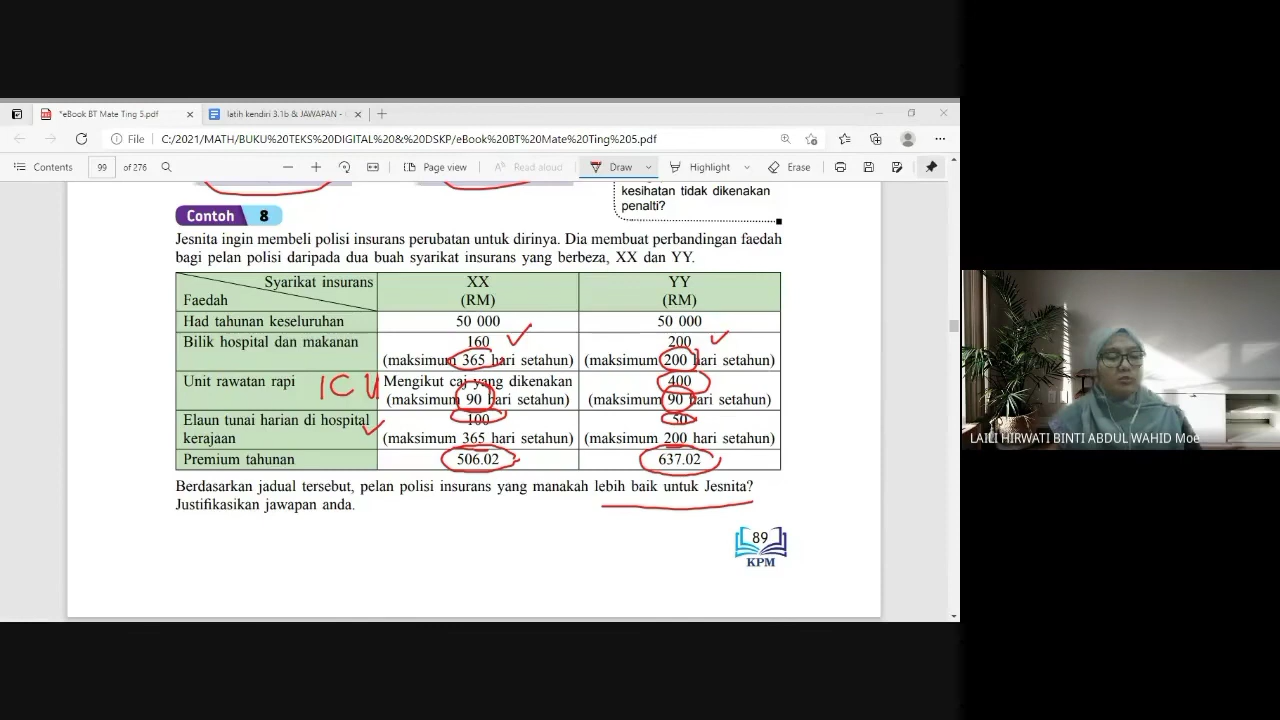 *eBook BT Mate Ting 5.pdf
latih kendiri 3.1b & JAWAPAN -
File
C:/2021/MATH/BUKU%20TEKS%20DIGITAL%20&%20DSKP/eBook%20BT%20Mate%20Ting%205.pdf
Contents
99 of 276
Page view
Read aloud
Draw
Highlight
Erase
kesihatan tidak dikenakan
penalti?
Contoh 8
Jesnita ingin membeli polisi insurans perubatan untuk dirinya. Dia membuat perbandingan faedah
bagi pelan polisi daripada dua buah syarikat insurans yang berbeza, XX dan YY.
Syarikat insurans
Faedah
XX
(RM)
YY
(RM)
Had tahunan keseluruhan
50 000
50 000
Bilik hospital dan makanan
160
(maksimum 365 hari setahun)
200
(maksimum 200 hari setahun)
Unit rawatan rapi
ICU
Mengikut caj yang dikenakan
(maksimum 90 hari setahun)
400
(maksimum 90 hari setahun)
Elaun tunai harian di hospital
kerajaan
100
(maksimum 365 hari setahun)
50
(maksimum 200 hari setahun)
Premium tahunan
506.02
637.02
Berdasarkan jadual tersebut, pelan polisi insurans yang manakah lebih baik untuk Jesnita?
Justifikasikan jawapan anda.
89
KPM
LAILI HIRWATI BINTI ABDUL WAHID Moe